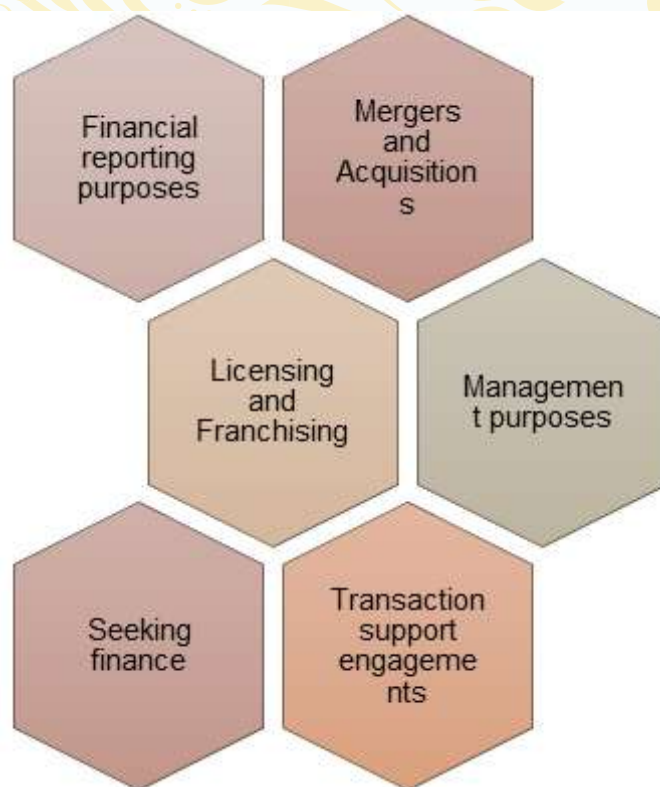 Financial
reporting
purposes
Mergers
and
Acquisition
s
Licensing
and
Franchising
Managemen
t purposes
Seeking
finance
Transaction
support
engageme
nts